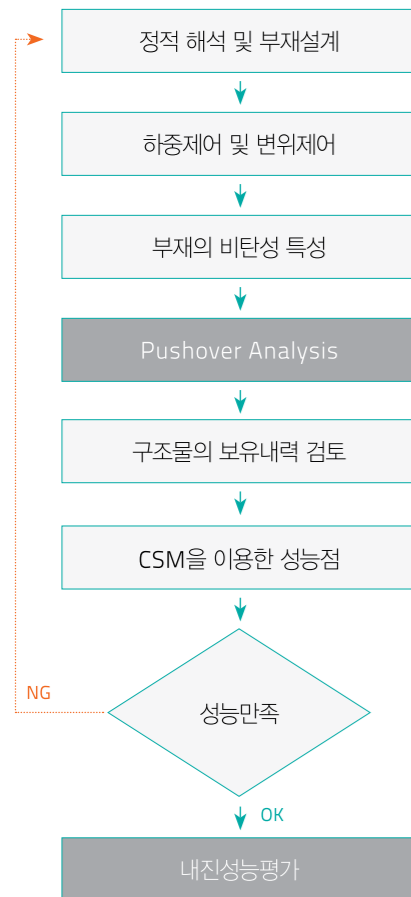 정적 해석 및 부재설계
하중제어 및 변위제어
부재의 비탄성 특성
Pushover Analysis
구조물의 보유내력 검토
CSM을 이용한 성능점
성능만족
NG
OK
내진성능평가